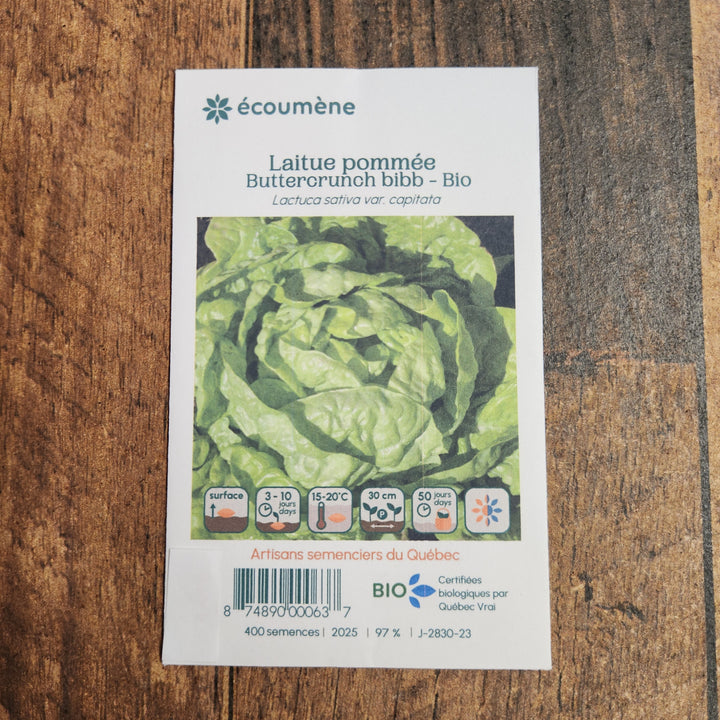 écoumène
Laitue pommée
Buttercrunch bibb - Bio
Lactuca sativa var. capitata
surface
3 - 10
jours
days
15-20°C
30 cm
P
50 jours
days
Artisans semenciers du Québec
8 74890 00063 7
BIO
Certifiées
biologiques par
Québec Vrai
400 semences | 2025 | 97 % | J-2830-23